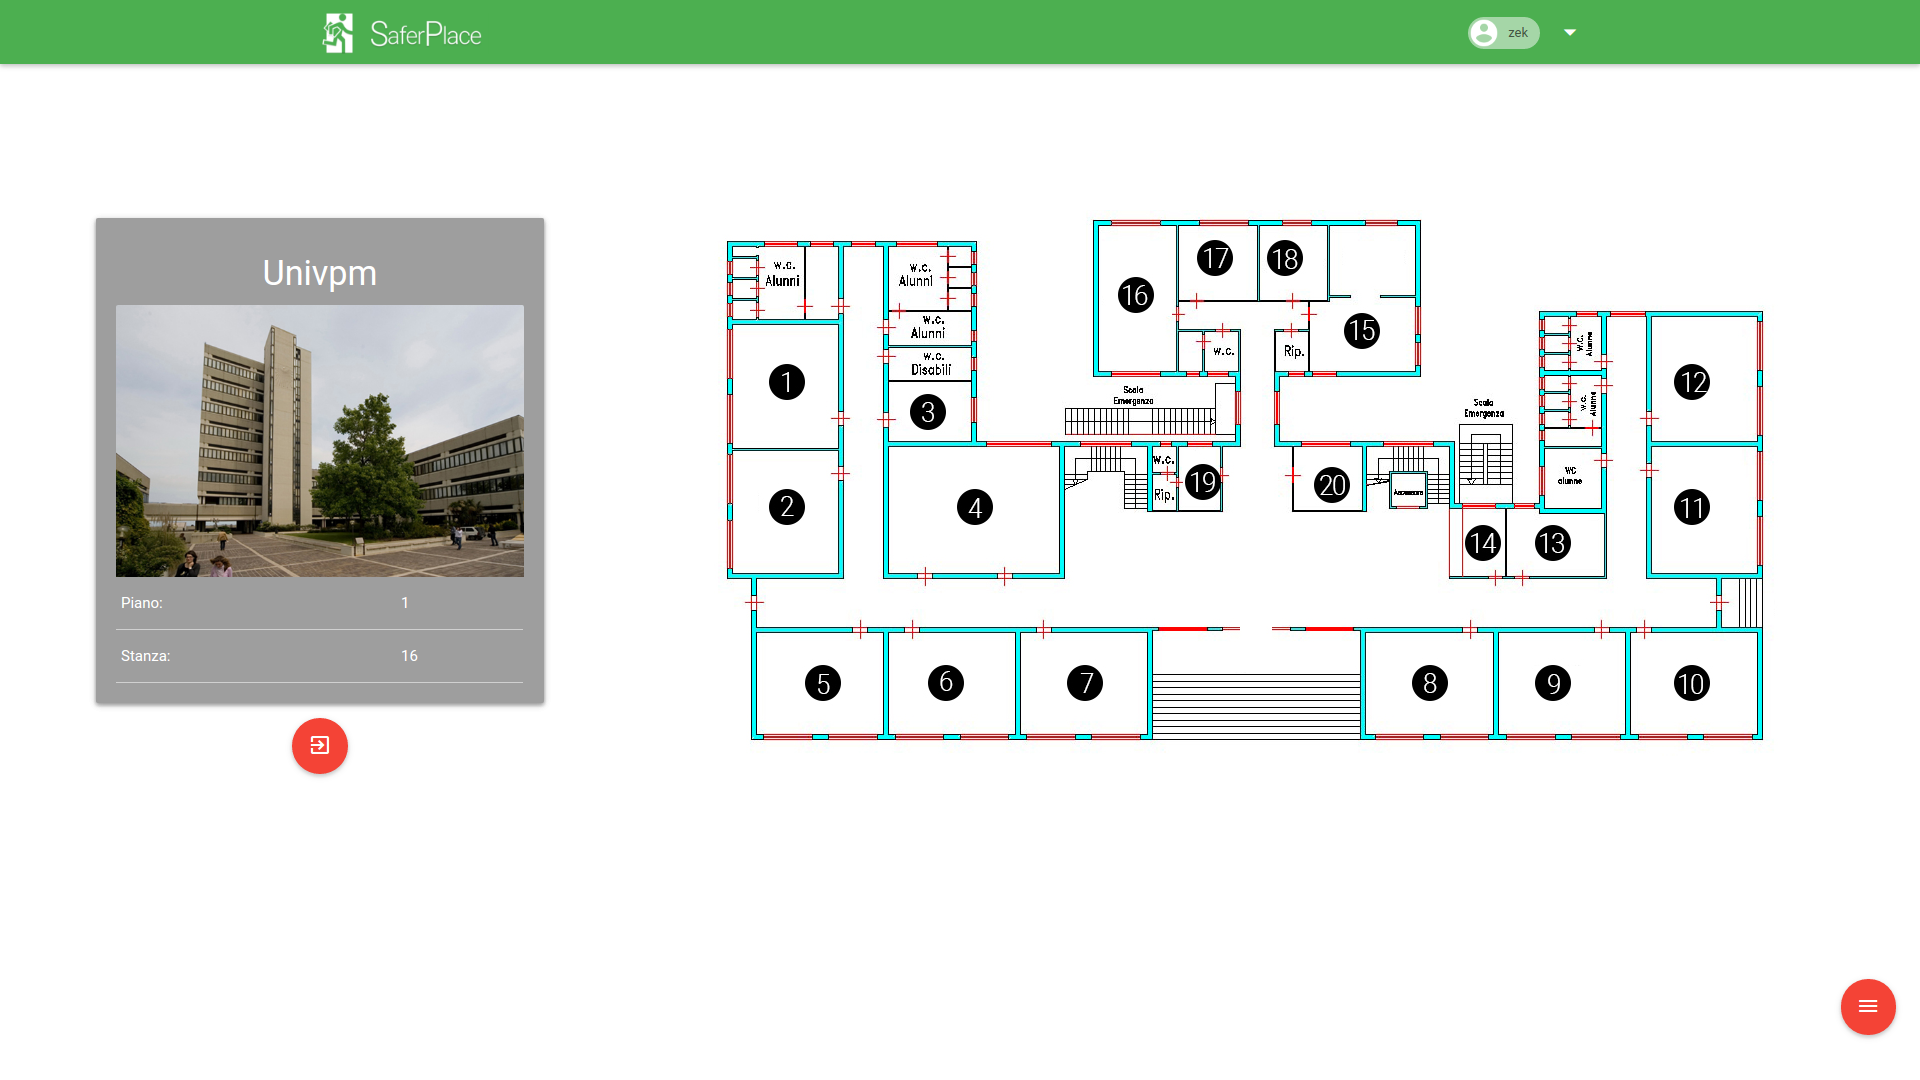 SaferPlace
zek
Univpm
Piano: 1
Stanza: 16
17
18
16
15
w.c.
Alunni
w.c.
Alunni
w.c.
Alunni
w.c.
Disabili
w.c.
Rip.
Scala
Emergenza
Scala
Emergenza
w.c.
Alunne
w.c.
Alunne
wc
alunne
1
3
12
2
4
w.c.
Rip.
19
20
Ascensore
11
14
13
5
6
7
8
9
10